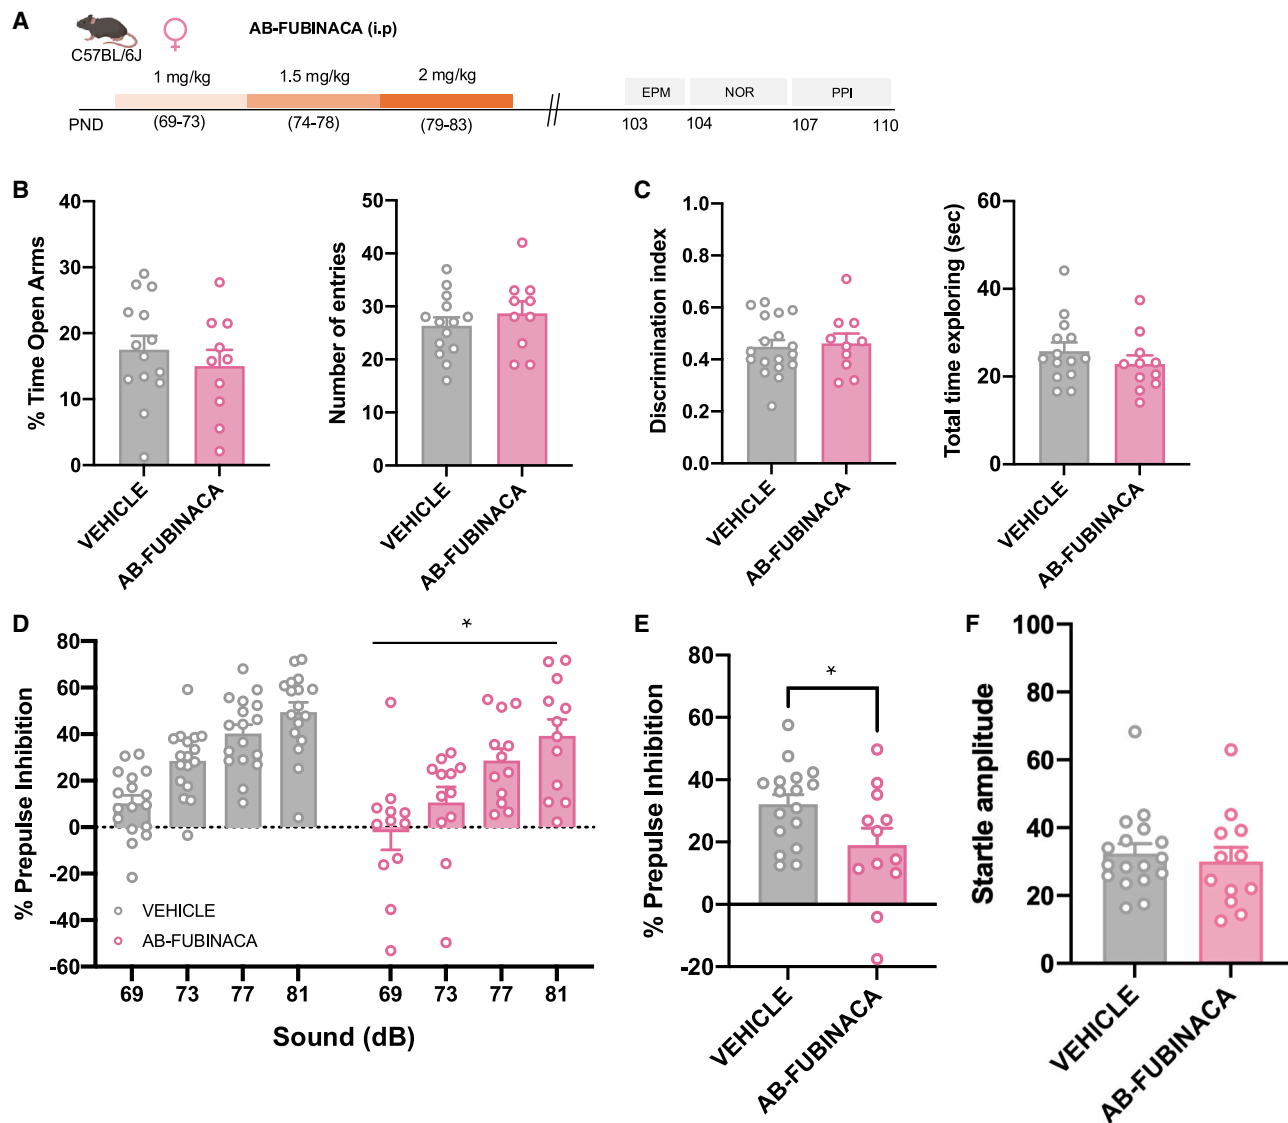 A
C57BL/6J
♀
AB-FUBINACA (i.p)
1 mg/kg
1.5 mg/kg
2 mg/kg
EPM
NOR
PPI
PND
(69-73)
(74-78)
(79-83)
//
103
104
107
110
B
% Time Open Arms
40
30
20
10
0
VEHICLE
AB-FUBINACA
Number of entries
50
40
30
20
10
0
VEHICLE
AB-FUBINACA
C
Discrimination index
1.0
0.8
0.6
0.4
0.2
0.0
VEHICLE
AB-FUBINACA
Total time exploring (sec)
60
40
20
0
VEHICLE
AB-FUBINACA
D
% Prepulse Inhibition
80
60
40
20
0
-20
-40
-60
*
VEHICLE
AB-FUBINACA
69
73
77
81
69
73
77
81
Sound (dB)
E
% Prepulse Inhibition
80
60
40
20
0
-20
*
VEHICLE
AB-FUBINACA
F
Startle amplitude
100
80
60
40
20
0
VEHICLE
AB-FUBINACA